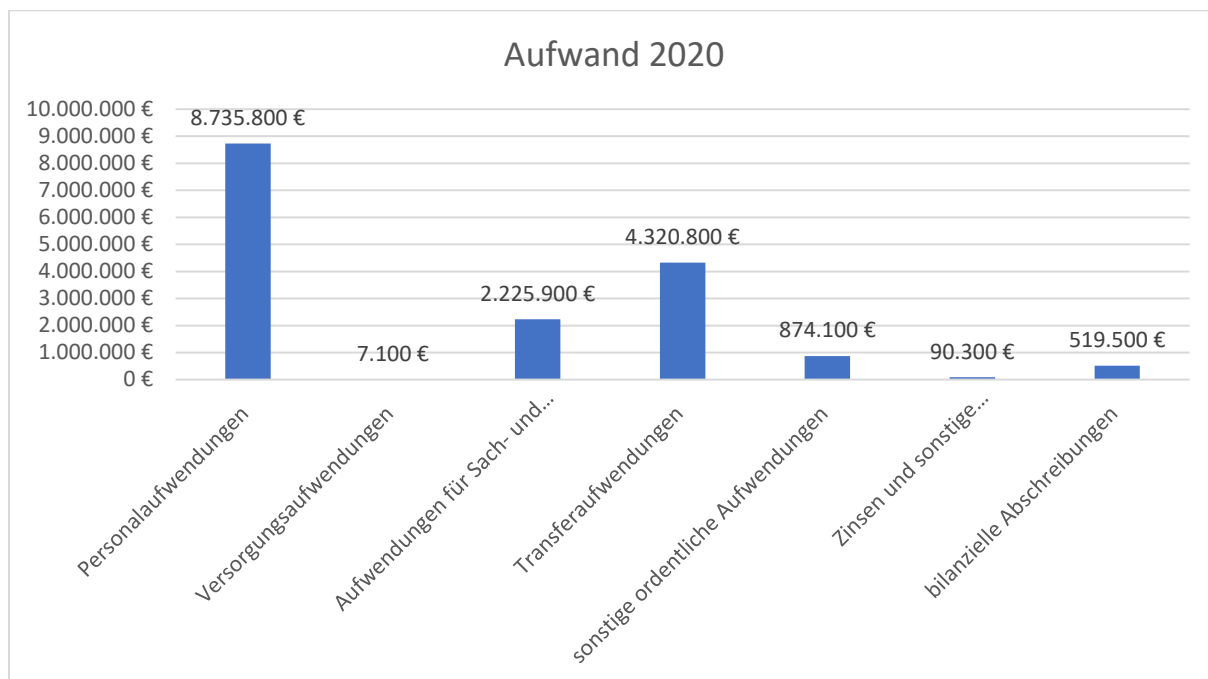 Aufwand 2020
10.000.000 €
9.000.000 €
8.000.000 €
7.000.000 €
6.000.000 €
5.000.000 €
4.000.000 €
3.000.000 €
2.000.000 €
1.000.000 €
0 €
8.735.800 €
7.100 €
2.225.900 €
4.320.800 €
874.100 €
90.300 €
519.500 €
Personalaufwendungen
Versorgungsaufwendungen
Aufwendungen für Sach- und...
Transferaufwendungen
sonstige ordentliche Aufwendungen
Zinsen und sonstige...
bilanzielle Abschreibungen